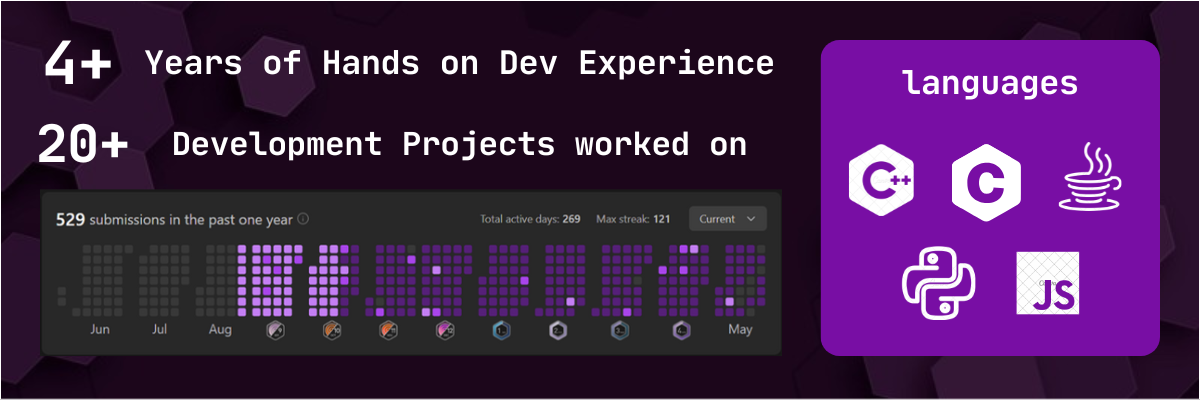 4+ Years of Hands on Dev Experience
20+ Development Projects worked on
529 submissions in the past one year
Total active days: 269 Max streak: 121 Current
Jun Jul Aug May
languages
C++ C
JS